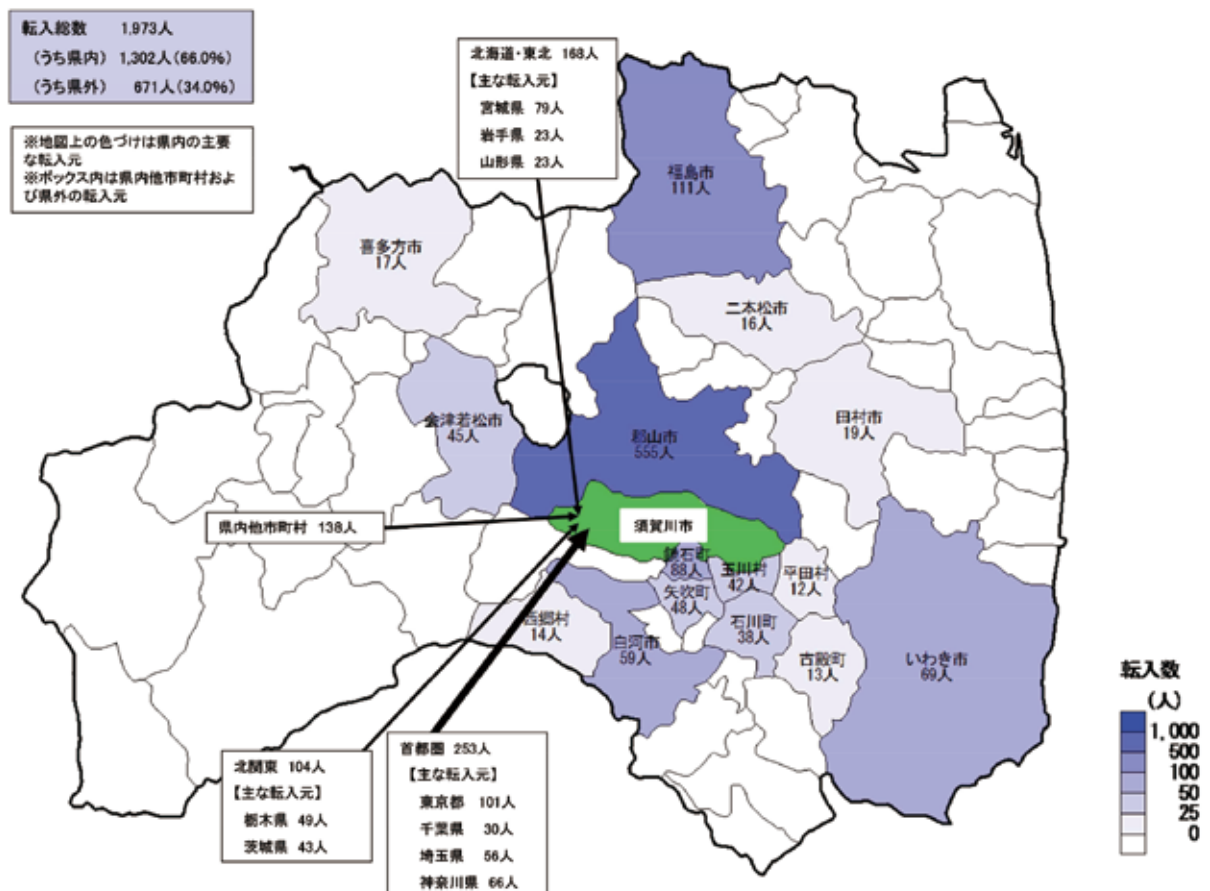 転入総数 1,973人
(うち県内) 1,302人(66.0%)
(うち県外) 671人(34.0%)
※地図上の色づけは県内の主要
な転入元
※ボックス内は県内他市町村およ
び県外の転入元
北海道・東北 168人
【主な転入元】
宮城県 79人
岩手県 23人
山形県 23人
福島市
111人
喜多方市
17人
二本松市
16人
会津若松市
45人
郡山市
555人
田村市
19人
県内他市町村 138人
須賀川市
鏡石町
88人
玉川村
42人
平田村
12人
矢吹町
48人
石川町
38人
西郷村
14人
白河市
59人
古殿町
13人
いわき市
69人
北関東 104人
【主な転入元】
栃木県 49人
茨城県 43人
首都圏 253人
【主な転入元】
東京都 101人
千葉県 30人
埼玉県 56人
神奈川県 66人
転入数
(人)
1,000
500
100
50
25
0